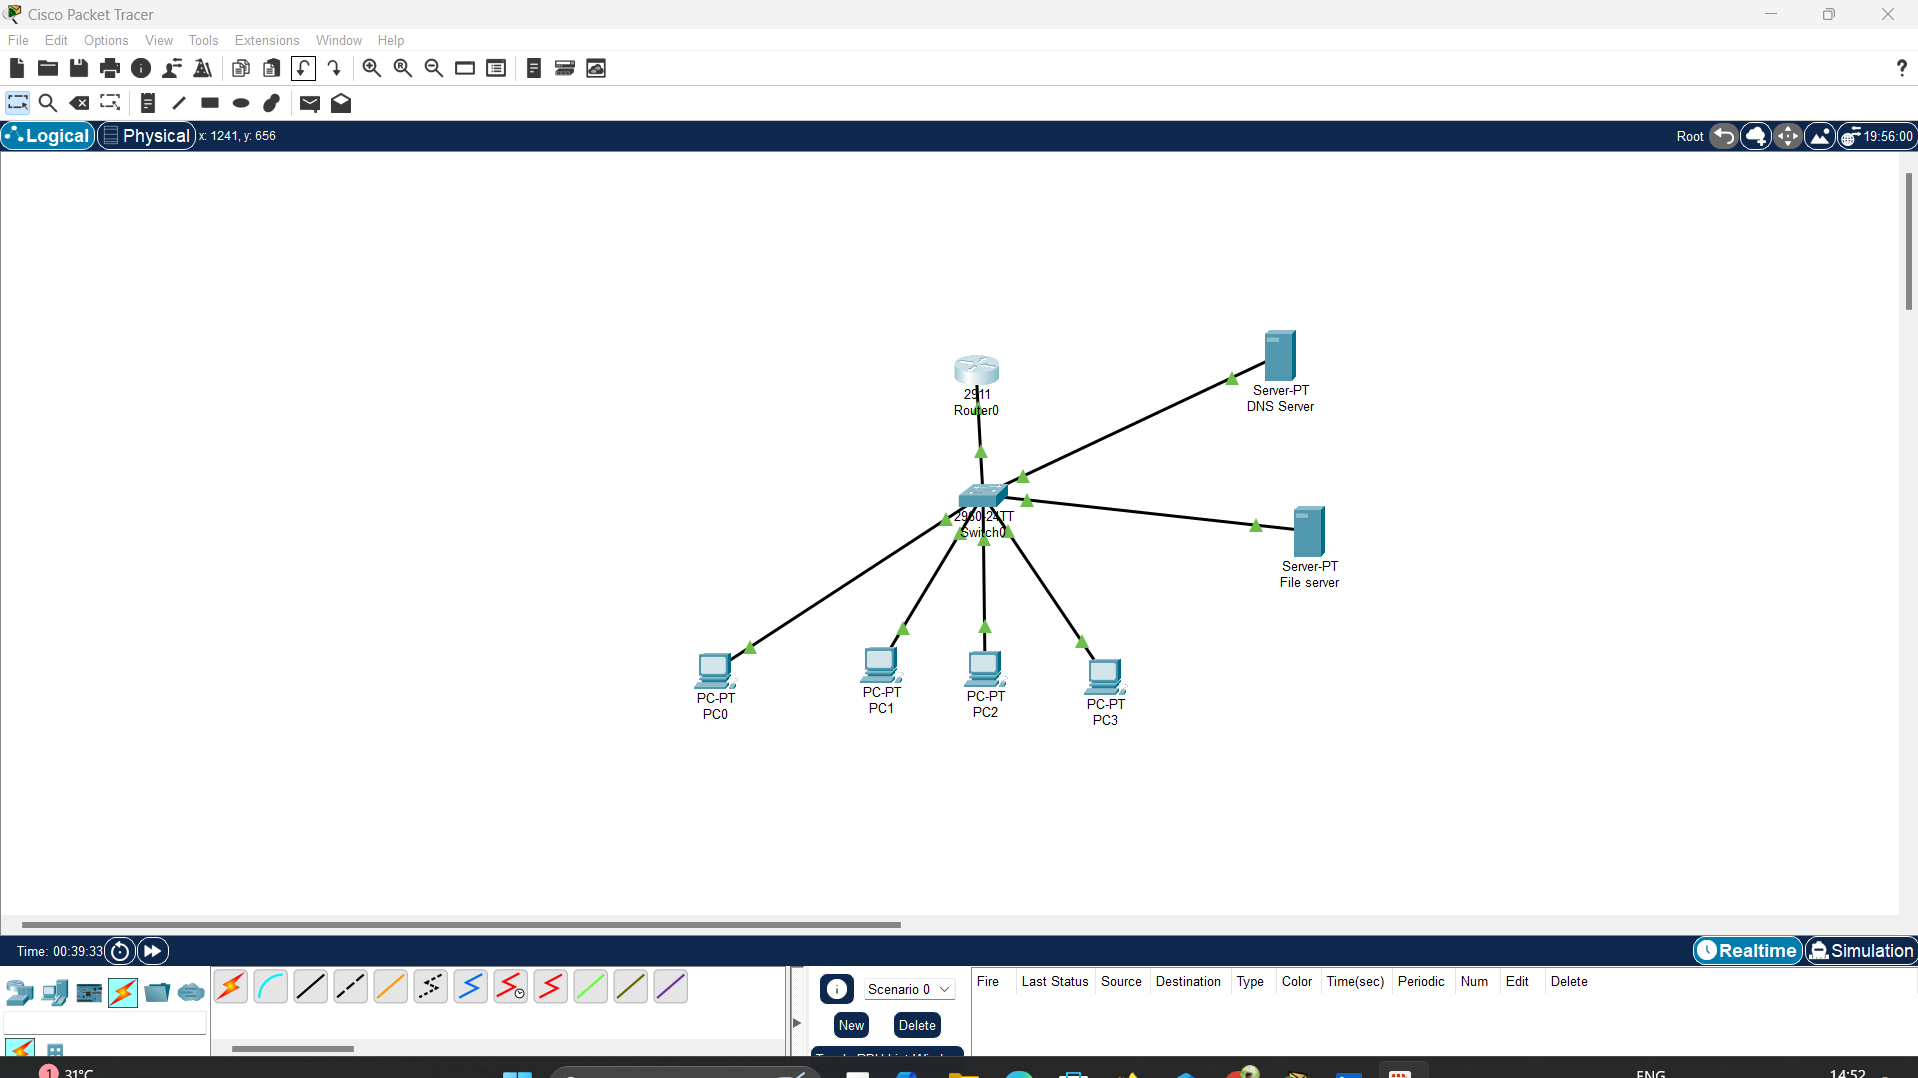 Cisco Packet Tracer
File Edit Options View Tools Extensions Window Help
Logical Physical x: 1241, y: 656 Root 19:56:00
2911
Router0
Server-PT
DNS Server
2960-24TT
Switch0
Server-PT
File server
PC-PT
PC0
PC-PT
PC1
PC-PT
PC2
PC-PT
PC3
Time: 00:39:33 Realtime Simulation
Scenario 0
New Delete
Fire Last Status Source Destination Type Color Time(sec) Periodic Num Edit Delete
1 31°C ENG 14:52